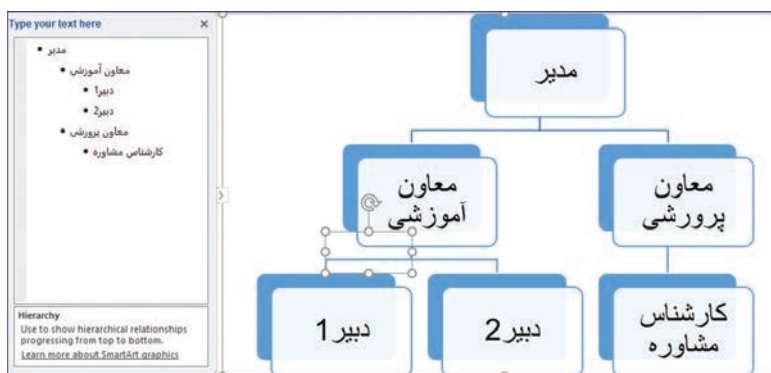 Type your text here
مدیر
معاون آموزشی
دبیر1
دبیر2
معاون پرورشی
کارشناس مشاوره
Hierarchy
Use to show hierarchical relationships
progressing from top to bottom.
Learn more about SmartArt graphics
مدیر
معاون
آموزشی
معاون
پرورشی
دبیر1
دبیر2
کارشناس
مشاوره